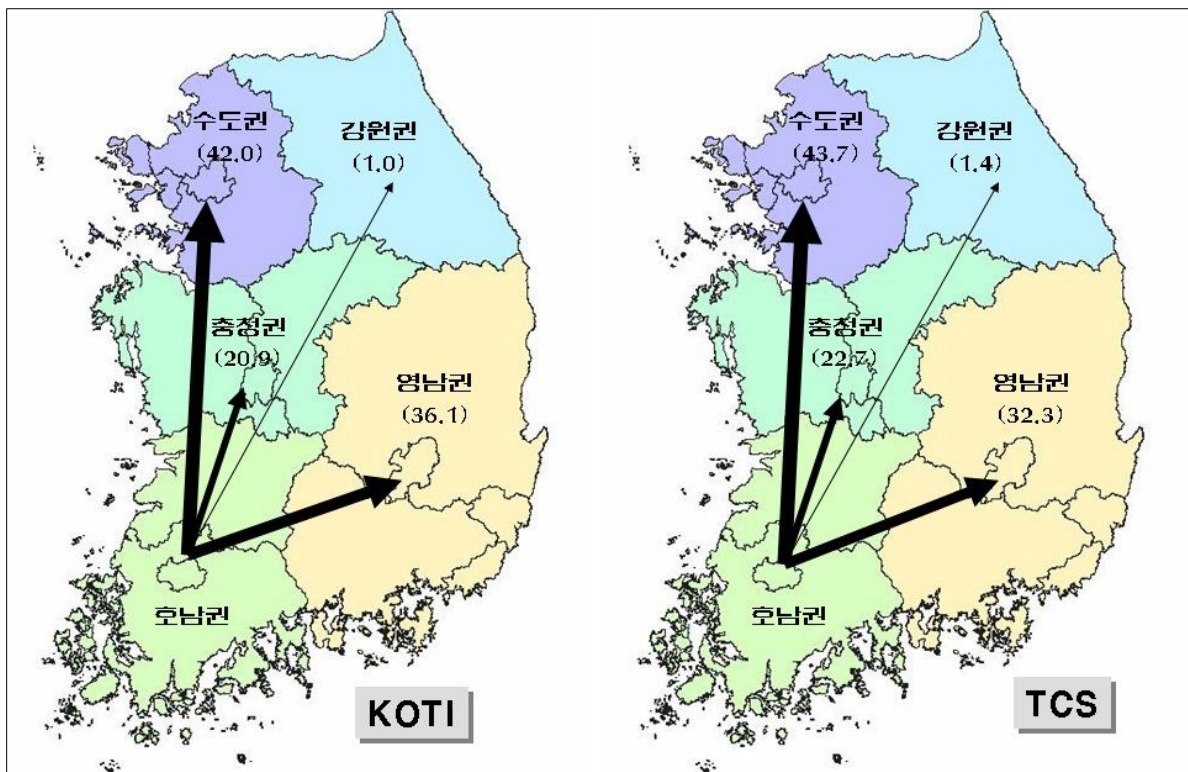 수도권
(42.0)
강원권
(1.0)
충청권
(20.9)
영남권
(36.1)
호남권
KOTI
수도권
(43.7)
강원권
(1.4)
충청권
(22.7)
영남권
(32.3)
호남권
TCS